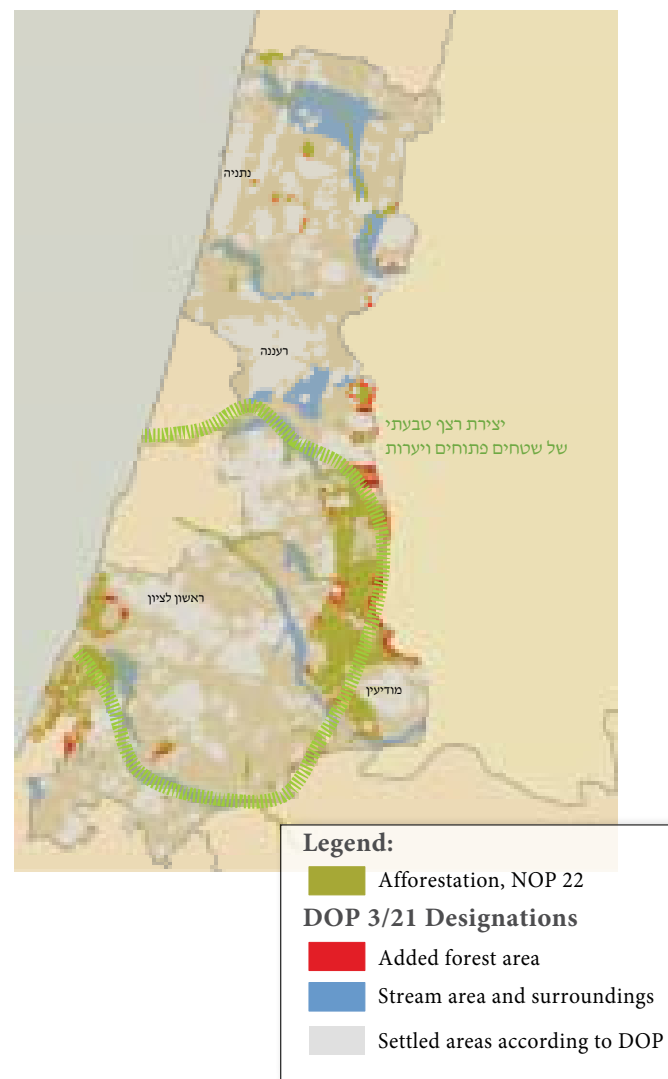 נתניה
רעננה
יצירת רצף טבעתי
של שטחים פתוחים ויערות
ראשון לציון
מודיעין
Legend:
Afforestation, NOP 22
DOP 3/21 Designations
Added forest area
Stream area and surroundings
Settled areas according to DOP